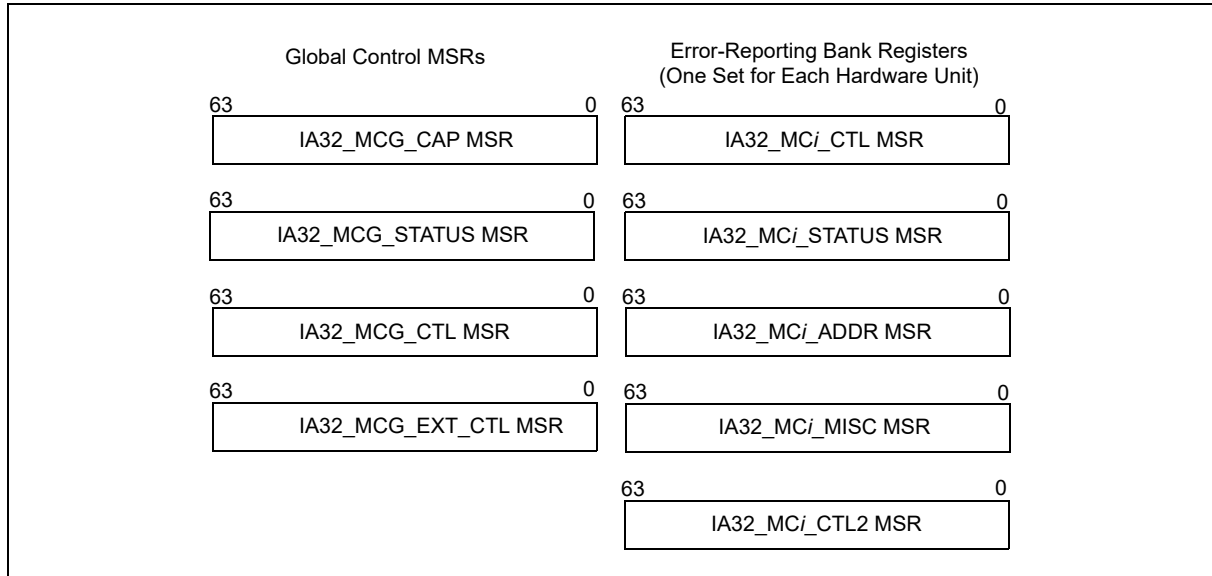 Global Control MSRs
Error-Reporting Bank Registers
(One Set for Each Hardware Unit)
63 0 63 0
IA32_MCG_CAP MSR IA32_MCi_CTL MSR
63 0 63 0
IA32_MCG_STATUS MSR IA32_MCi_STATUS MSR
63 0 63 0
IA32_MCG_CTL MSR IA32_MCi_ADDR MSR
63 0 63 0
IA32_MCG_EXT_CTL MSR IA32_MCi_MISC MSR
63 0
IA32_MCi_CTL2 MSR